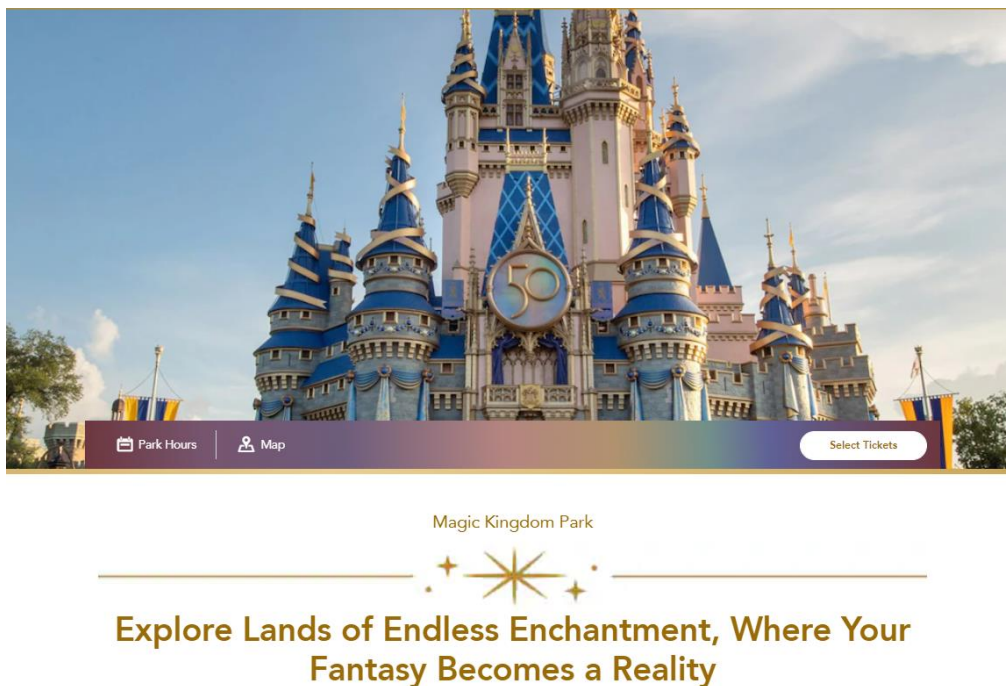 50
Park Hours
Map
Select Tickets
Magic Kingdom Park
Explore Lands of Endless Enchantment, Where Your
Fantasy Becomes a Reality